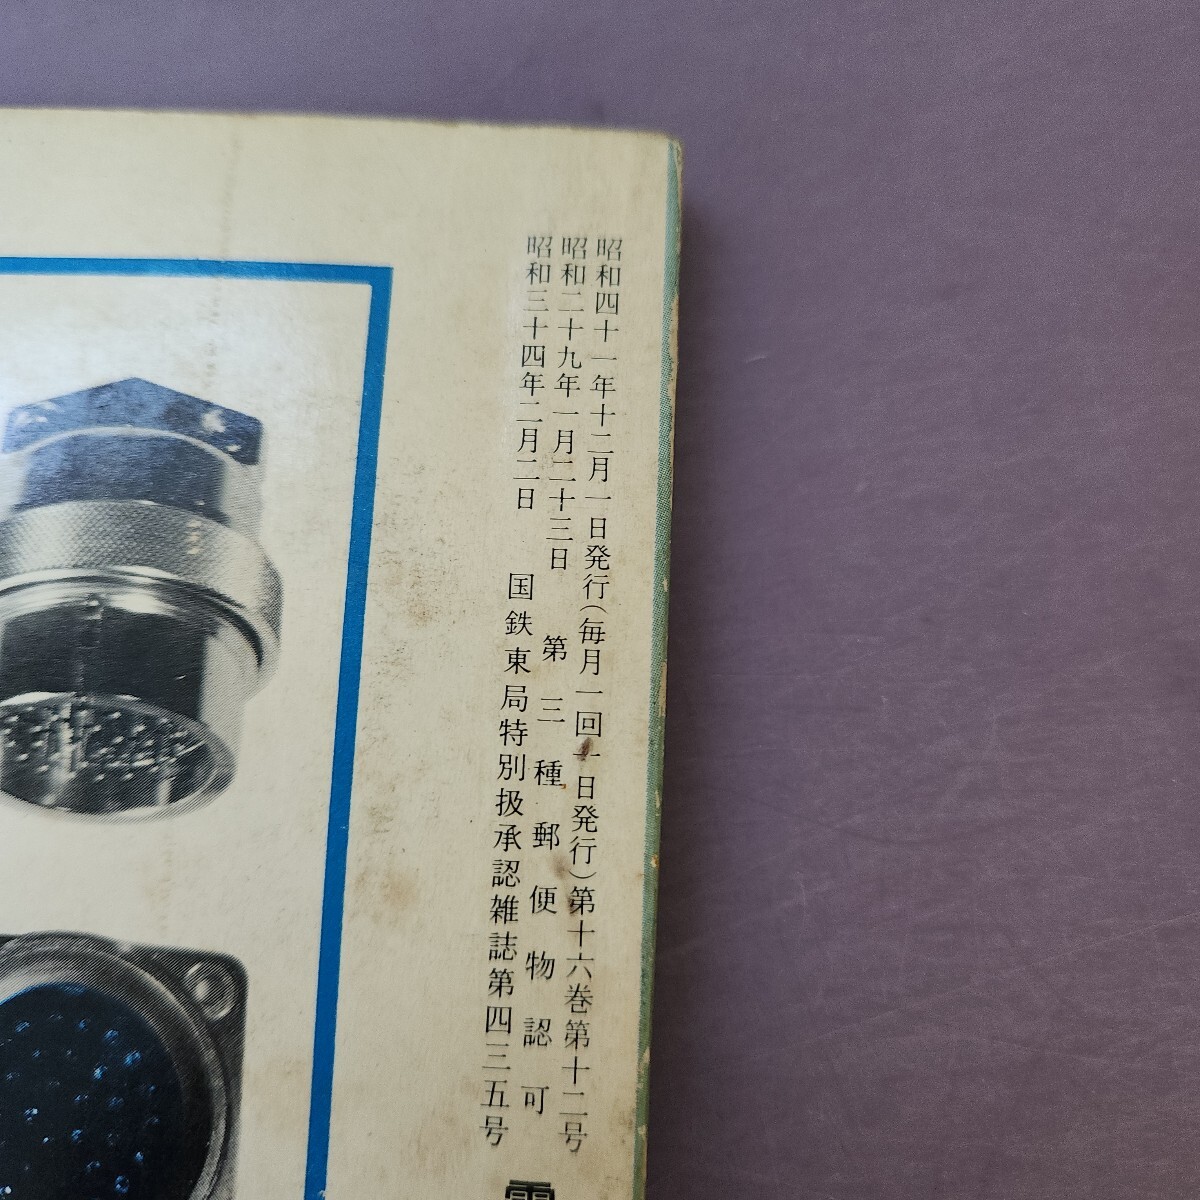 昭和四十一年十二月一日発行（毎月一回一日発行）第十六巻第十二号
昭和二十九年一月二十三日 第三種郵便物認可
昭和三十四年二月二日 国鉄東局特別扱承認雑誌第四三五号